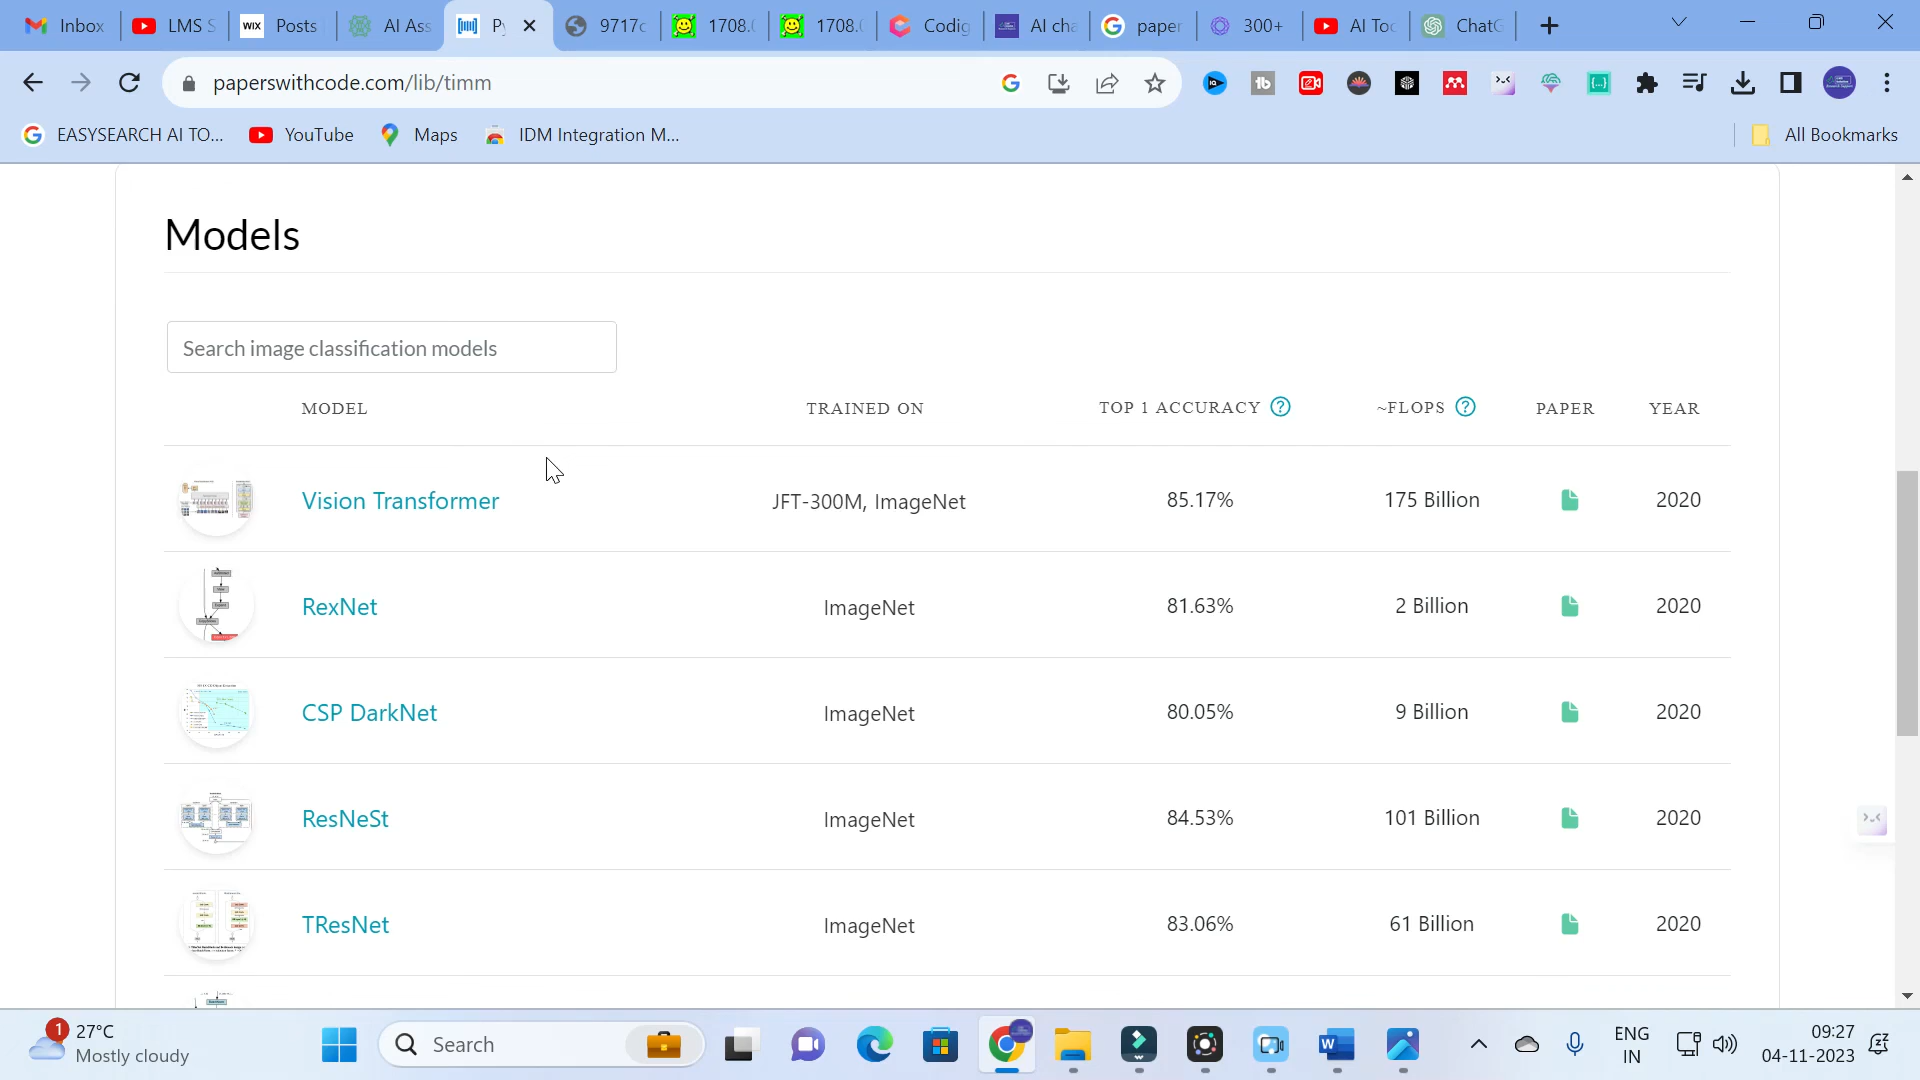 Inbox LMS S WIX Posts AI Ass Py 9717c 1708.( 1708.( Codig AI cha paper 300+ AI Toc ChatG
paperswithcode.com/lib/timm
EASYSEARCH AI TO... YouTube Maps IDM Integration M... All Bookmarks
Models
Search image classification models
MODEL TRAINED ON TOP 1 ACCURACY ? ~FLOPS ? PAPER YEAR
Vision Transformer JFT-300M, ImageNet 85.17% 175 Billion 2020
RexNet ImageNet 81.63% 2 Billion 2020
CSP DarkNet ImageNet 80.05% 9 Billion 2020
ResNeSt ImageNet 84.53% 101 Billion 2020
TResNet ImageNet 83.06% 61 Billion 2020
1 27°C
Mostly cloudy
Search
ENG
IN
09:27
04-11-2023